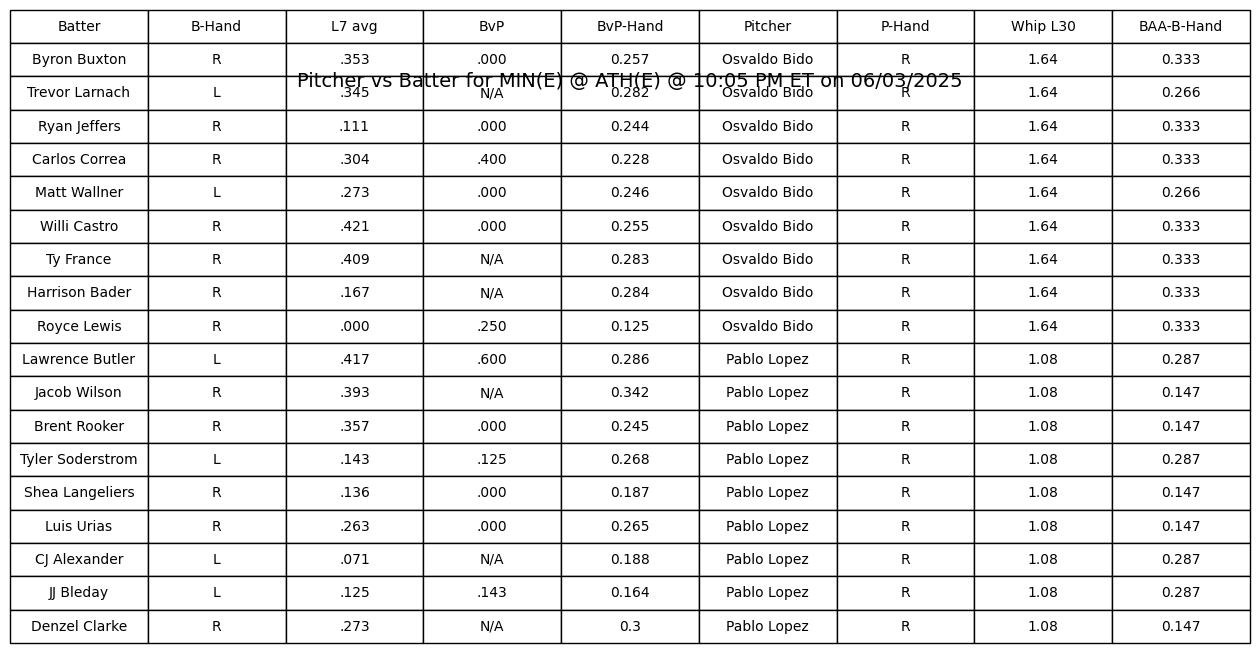 Batter B-Hand L7 avg BvP BvP-Hand Pitcher P-Hand Whip L30 BAA-B-Hand
Byron Buxton R .353 .000 0.257 Osvaldo Bido R 1.64 0.333
Pitcher vs Batter for MIN(E) @ ATH(E) @ 10:05 PM ET on 06/03/2025
Trevor Larnach L .345 N/A 0.282 Osvaldo Bido R 1.64 0.266
Ryan Jeffers R .111 .000 0.244 Osvaldo Bido R 1.64 0.333
Carlos Correa R .304 .400 0.228 Osvaldo Bido R 1.64 0.333
Matt Wallner L .273 .000 0.246 Osvaldo Bido R 1.64 0.266
Willi Castro R .421 .000 0.255 Osvaldo Bido R 1.64 0.333
Ty France R .409 N/A 0.283 Osvaldo Bido R 1.64 0.333
Harrison Bader R .167 N/A 0.284 Osvaldo Bido R 1.64 0.333
Royce Lewis R .000 .250 0.125 Osvaldo Bido R 1.64 0.333
Lawrence Butler L .417 .600 0.286 Pablo Lopez R 1.08 0.287
Jacob Wilson R .393 N/A 0.342 Pablo Lopez R 1.08 0.147
Brent Rooker R .357 .000 0.245 Pablo Lopez R 1.08 0.147
Tyler Soderstrom L .143 .125 0.268 Pablo Lopez R 1.08 0.287
Shea Langeliers R .136 .000 0.187 Pablo Lopez R 1.08 0.147
Luis Urias R .263 .000 0.265 Pablo Lopez R 1.08 0.147
CJ Alexander L .071 N/A 0.188 Pablo Lopez R 1.08 0.287
JJ Bleday L .125 .143 0.164 Pablo Lopez R 1.08 0.287
Denzel Clarke R .273 N/A 0.3 Pablo Lopez R 1.08 0.147